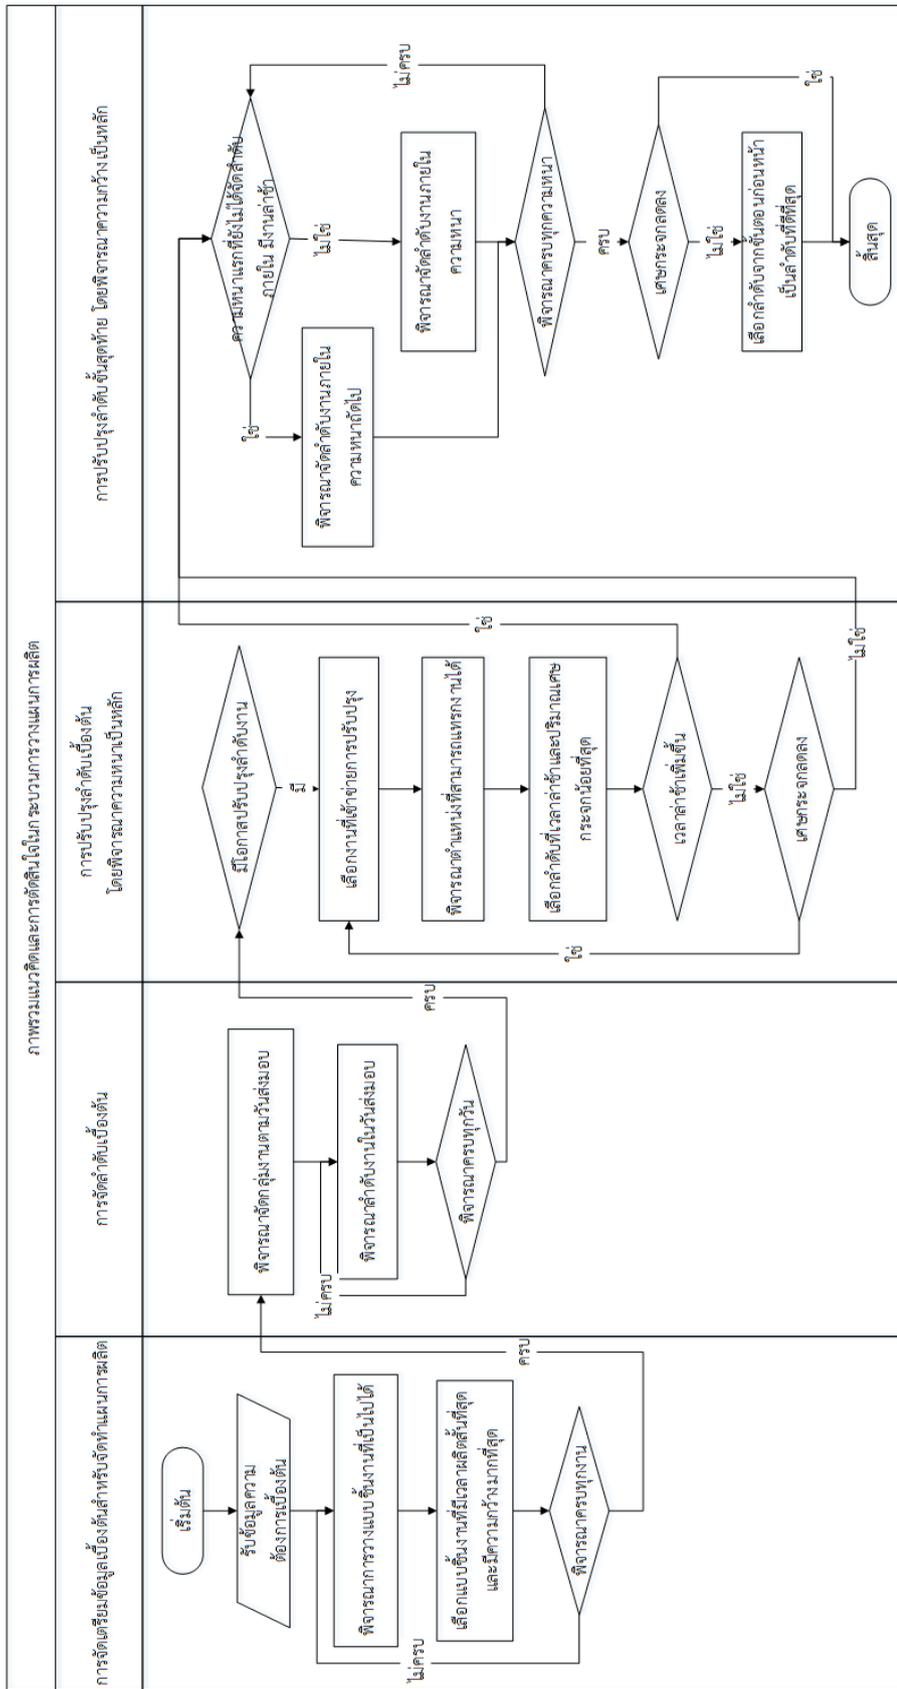 ภาพรวมแนวคิดและการตัดสินใจในกระบวนการวางแผนการผลิต
การจัดเตรียมข้อมูลเบื้องต้นสำหรับจัดทำแผนการผลิต
เริ่มต้น
รับข้อมูลความ
ต้องการเบื้องต้น
พิจารณาการวางแบบชิ้นงานที่เป็นไปได้
เลือกแบบชิ้นงานที่มีเวลาผลิตสั้นที่สุด
และมีความกว้างมากที่สุด
พิจารณาครบทุกงาน
ไม่ครบ
ครบ
การจัดลำดับเบื้องต้น
พิจารณาจัดกลุ่มงานตามวันส่งมอบ
พิจารณาลำดับงานในวันส่งมอบ
พิจารณาครบทุกวัน
ไม่ครบ
ครบ
การปรับปรุงลำดับเบื้องต้น
โดยพิจารณาความหนาเป็นหลัก
มีโอกาสปรับปรุงลำดับงาน
มี
เลือกงานที่เข้าข่ายการปรับปรุง
พิจารณาตำแหน่งที่สามารถแทรกงานได้
เลือกลำดับที่เวลาล่าช้าและปริมาณเศษ
กระจกน้อยที่สุด
เวลาล่าช้าเพิ่มขึ้น
ใช่
ไม่ใช่
เศษกระจกลดลง
ใช่
ไม่ใช่
การปรับปรุงลำดับขั้นสุดท้าย โดยพิจารณาความกว้างเป็นหลัก
ความหนาแรกที่ยังไม่ได้จัดลำดับ
ภายใน มีงานล่าช้า
ใช่
ไม่ใช่
พิจารณาจัดลำดับงานภายใน
ความหนาถัดไป
พิจารณาจัดลำดับงานภายใน
ความหนา
พิจารณาครบทุกความหนา
ไม่ครบ
ครบ
เศษกระจกลดลง
ใช่
ไม่ใช่
เลือกลำดับจากขั้นตอนก่อนหน้า
เป็นลำดับที่ดีที่สุด
สิ้นสุด